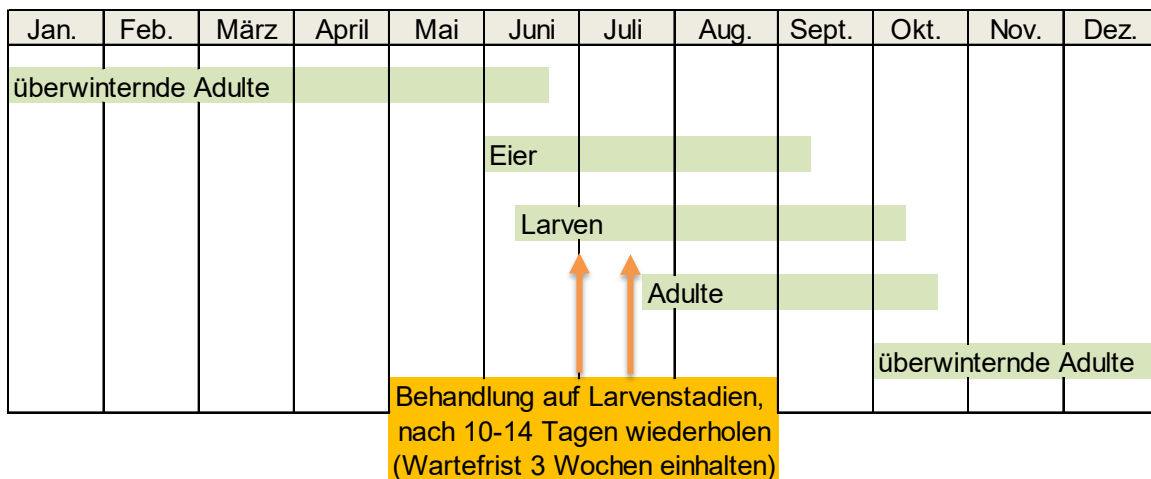 Jan. Feb. März April Mai Juni Juli Aug. Sept. Okt. Nov. Dez.
überwinternde Adulte
Eier
Larven
Adulte
überwinternde Adulte
Behandlung auf Larvenstadien,
nach 10-14 Tagen wiederholen
(Wartefrist 3 Wochen einhalten)